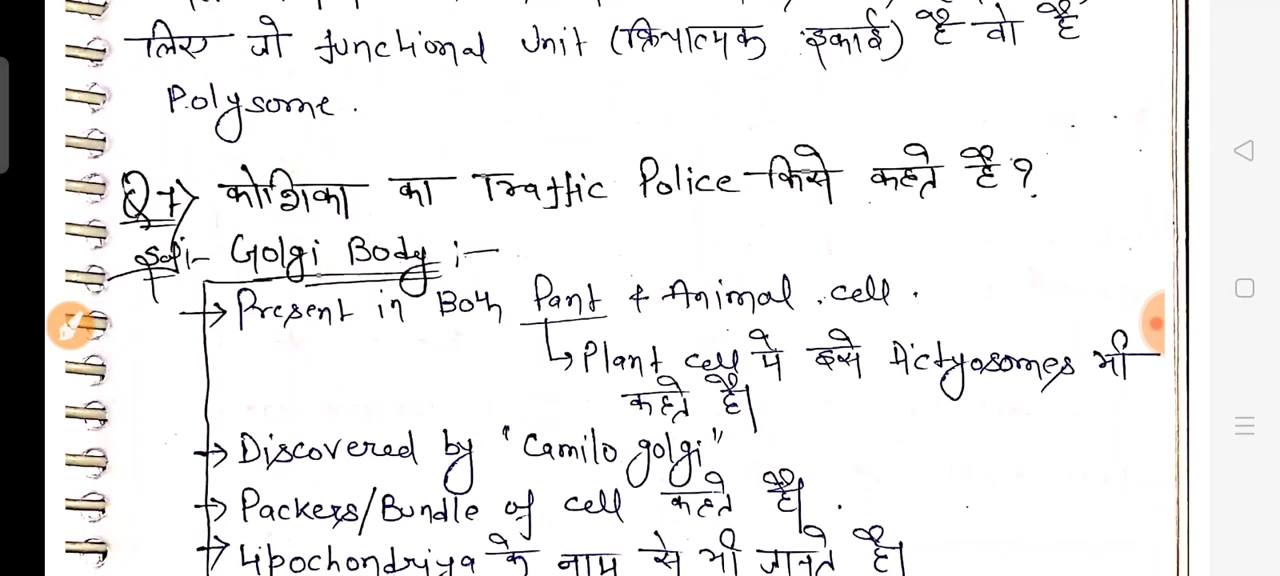 लिए जो functional Unit (क्रियात्मक इकाई) है वो है
Polysome.
Q7> कोशिका का Traffic Police किसे कहते है?
Golgi Body :-
→ Present in Both Pant & Animal cell.
↳ Plant cell में इसे Dictyosomes भी
कहते है।
→ Discovered by "Camilo golgi"
→ Packers/Bundle of cell कहते है।
→ Lipochondriya के नाम से भी जानते है।